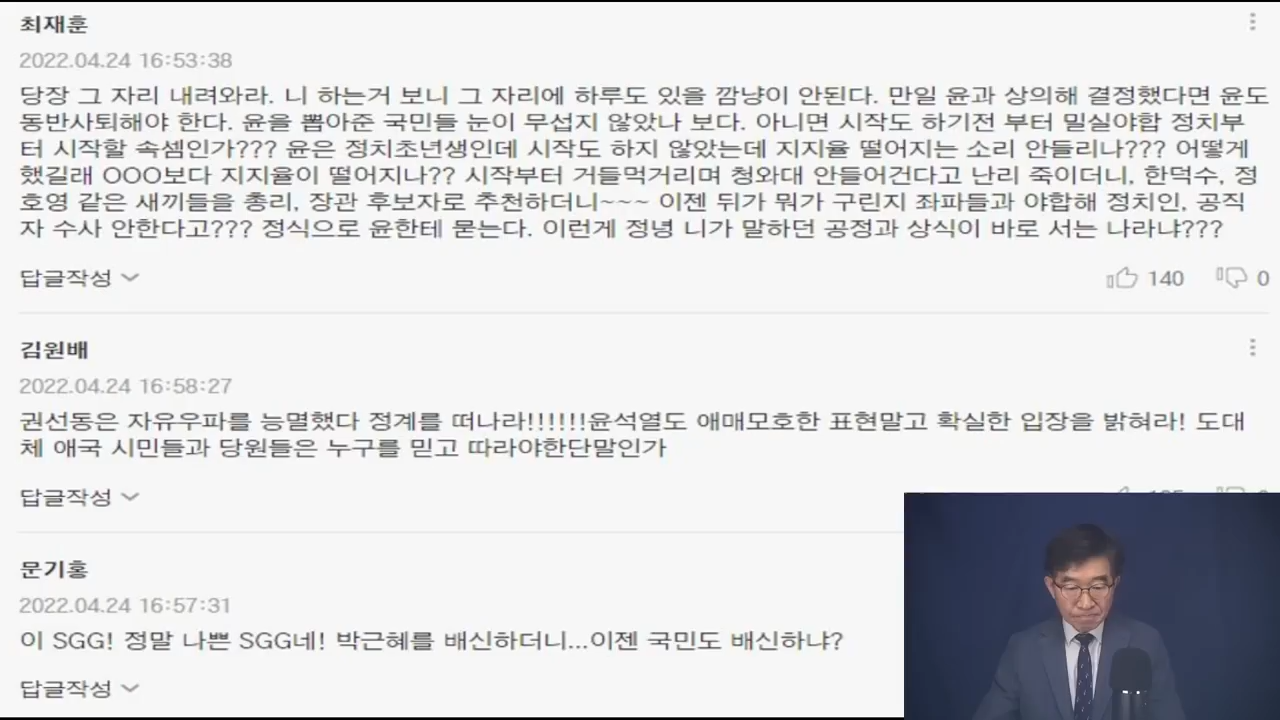 최재훈
2022.04.24 16:53:38
당장 그 자리 내려와라. 니 하는거 보니 그 자리에 하루도 있을 깜냥이 안된다. 만일 윤과 상의해 결정했다면 윤도
동반사퇴해야 한다. 윤을 뽑아준 국민들 눈이 무섭지 않았나 보다. 아니면 시작도 하기전 부터 밀실야합 정치부
터 시작할 속셈인가??? 윤은 정치초년생인데 시작도 하지 않았는데 지지율 떨어지는 소리 안들리나??? 어떻게
했길래 OOO보다 지지율이 떨어지나?? 시작부터 거들먹거리며 청와대 안들어건다고 난리 죽이더니, 한덕수, 정
호영 같은 새끼들을 총리, 장관 후보자로 추천하더니~~~ 이젠 뒤가 뭐가 구린지 좌파들과 야합해 정치인, 공직
자 수사 안한다고??? 정식으로 윤한테 묻는다. 이런게 정녕 니가 말하던 공정과 상식이 바로 서는 나라냐???
답글작성
140
0
김원배
2022.04.24 16:58:27
권선동은 자유우파를 능멸했다 정계를 떠나라!!!!!!윤석열도 애매모호한 표현말고 확실한 입장을 밝혀라! 도대
체 애국 시민들과 당원들은 누구를 믿고 따라야한단말인가
답글작성
문기홍
2022.04.24 16:57:31
이 SGG! 정말 나쁜 SGG네! 박근혜를 배신하더니...이젠 국민도 배신하냐?
답글작성